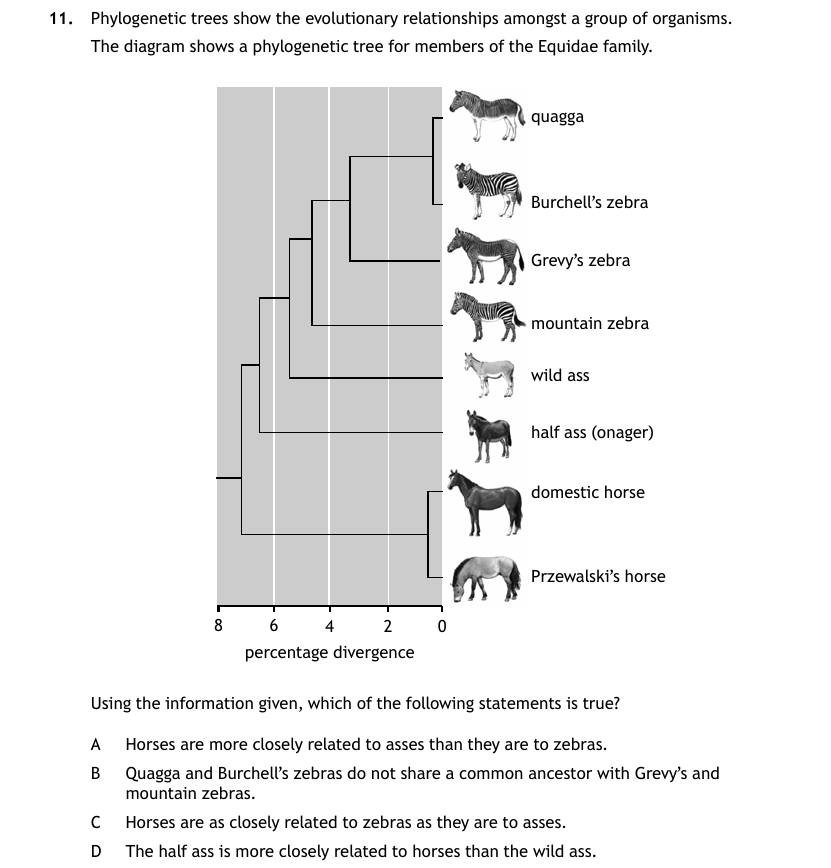 11. Phylogenetic trees show the evolutionary relationships amongst a group of organisms.
The diagram shows a phylogenetic tree for members of the Equidae family.
quagga
Burchell’s zebra
Grevy’s zebra
mountain zebra
wild ass
half ass (onager)
domestic horse
Przewalski’s horse
8 6 4 2 0
percentage divergence
Using the information given, which of the following statements is true?
A Horses are more closely related to asses than they are to zebras.
B Quagga and Burchell’s zebras do not share a common ancestor with Grevy’s and
mountain zebras.
C Horses are as closely related to zebras as they are to asses.
D The half ass is more closely related to horses than the wild ass.